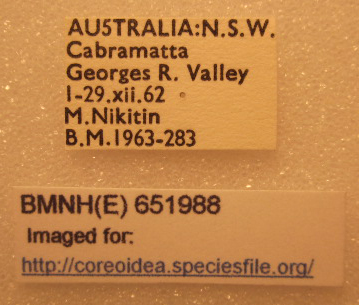 AUSTRALIA:N.S.W.
Cabramatta
Georges R. Valley
1-29.xii.62
M.Nikitin
B.M.1963-283
BMNH(E) 651988
Imaged for:
http://coreoidea.speciesfile.org/